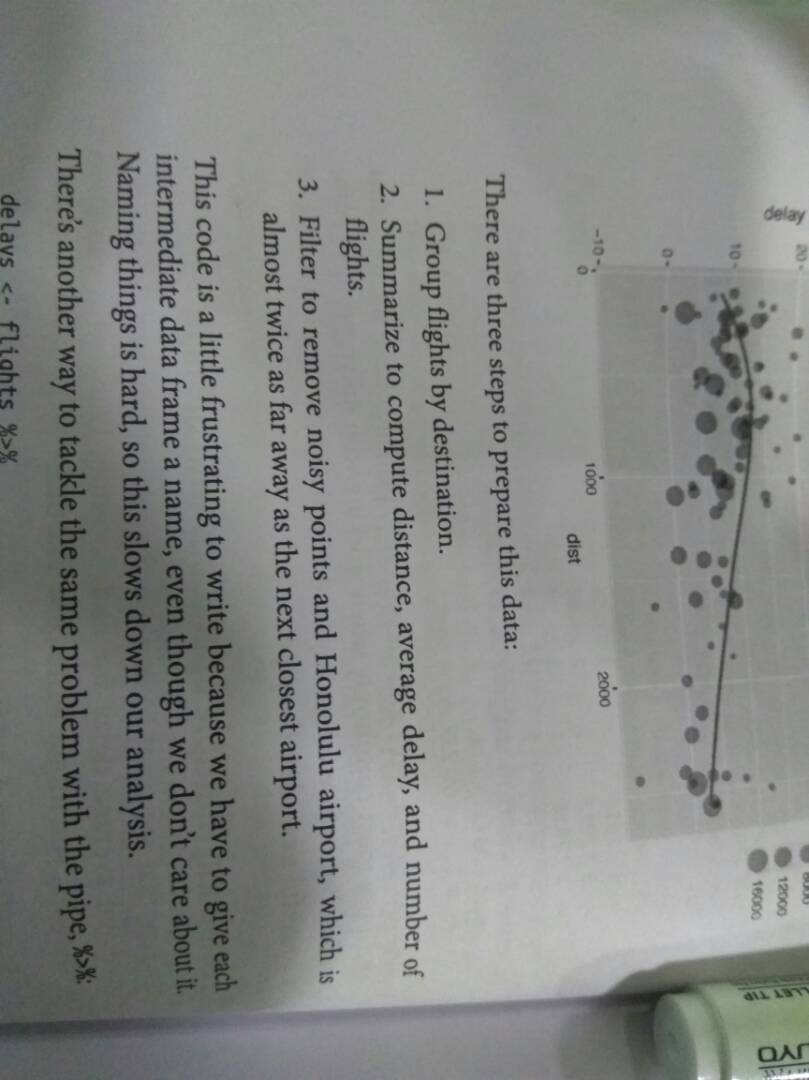 20
delay
10
0
-10
0
1000
2000
dist
12000
16000
There are three steps to prepare this data:
1. Group flights by destination.
2. Summarize to compute distance, average delay, and number of
flights.
3. Filter to remove noisy points and Honolulu airport, which is
almost twice as far away as the next closest airport.
This code is a little frustrating to write because we have to give each
intermediate data frame a name, even though we don't care about it.
Naming things is hard, so this slows down our analysis.
There's another way to tackle the same problem with the pipe, %>%:
delays <- flights %>%